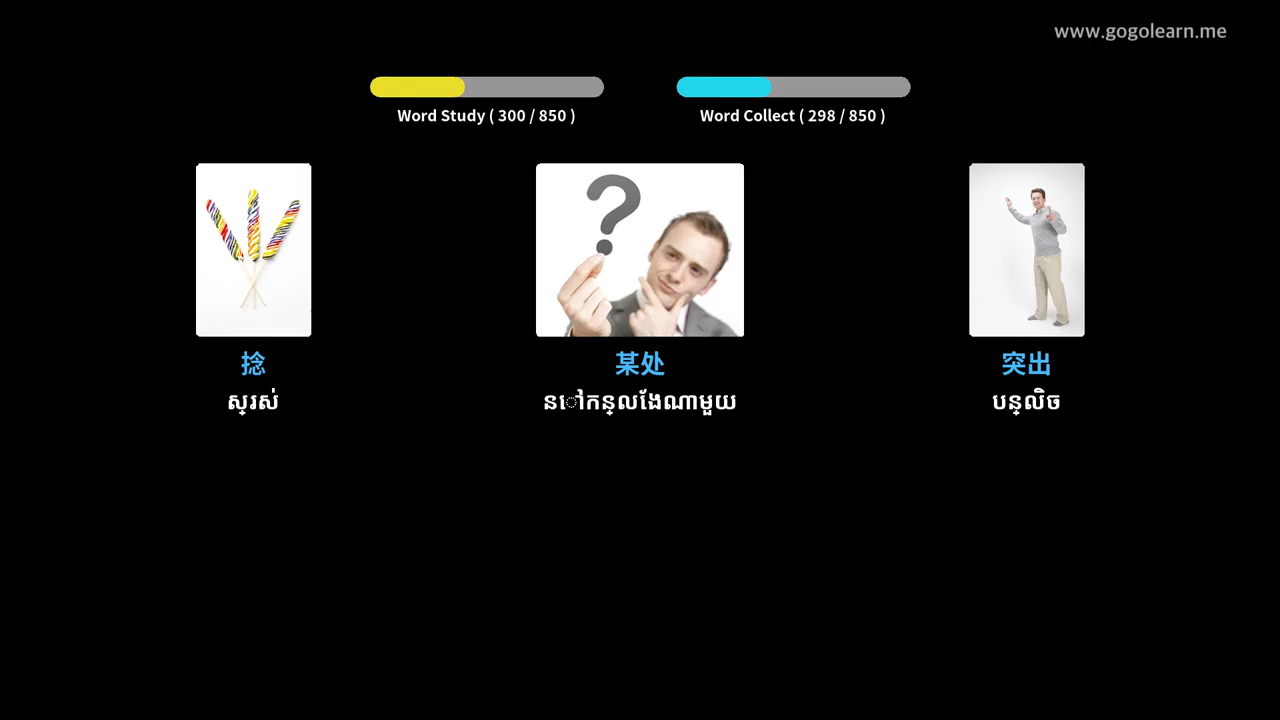 www.gogolearn.me
Word Study ( 300 / 850 )
Word Collect ( 298 / 850 )
捻
某处
突出
ស្រស់
នៅកន្លែងណាមួយ
បន្លិច